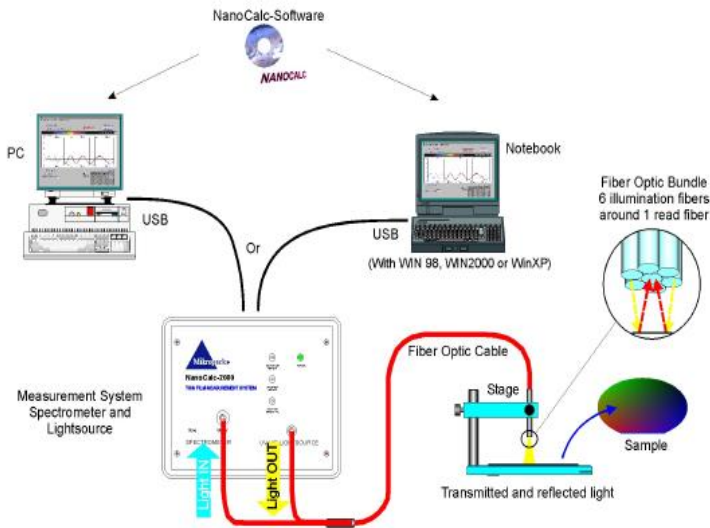 NanoCalc-Software
NANOCALC
PC
Notebook
USB
Or
USB
(With WIN 98, WIN2000 or WinXP)
Fiber Optic Bundle
6 illumination fibers
around 1 read fiber
Mikropack
NanoCalc-2000
THIN FILM MEASUREMENT SYSTEM
Measurement System
Spectrometer and
Lightsource
SPECTROMETER
Light IN
Light OUT
Fiber Optic Cable
Stage
Sample
Transmitted and reflected light